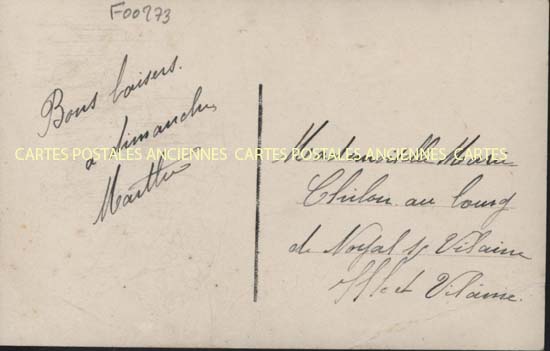 F00273
Bons baisers.
à dimanche,
Marthe
CARTES POSTALES ANCIENNES CARTES POSTALES ANCIENNES CARTES
Mademoiselle
au bourg
de Noyal s/ Vilaine
Ille et Vilaine.